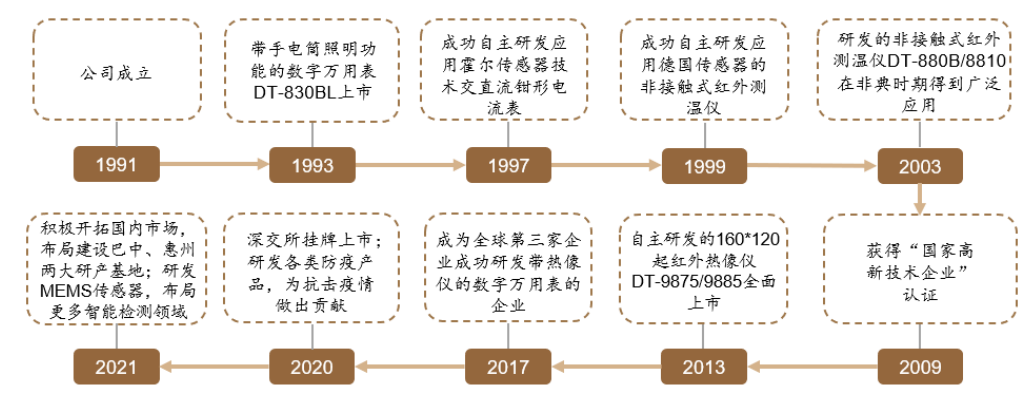 公司成立
带手电筒照明功
能的数字万用表
DT-830BL上市
成功自主研发应
用霍尔传感器技
术交直流钳形电
流表
成功自主研发应
用德国传感器的
非接触式红外测
温仪
研发的非接触式红外
测温仪DT-880B/8810
在非典时期得到广泛
应用
1991
1993
1997
1999
2003
积极开拓国内市场，
布局建设巴中、惠州
两大研产基地；研发
MEMS传感器，布局
更多智能检测领域
深交所挂牌上市；
研发各类防疫产
品，为抗击疫情
做出贡献
成为全球第三家企
业成功研发带热像
仪的数字万用表的
企业
自主研发的160*120
起红外热像仪
DT-9875/9885全面
上市
获得“国家高
新技术企业”
认证
2021
2020
2017
2013
2009